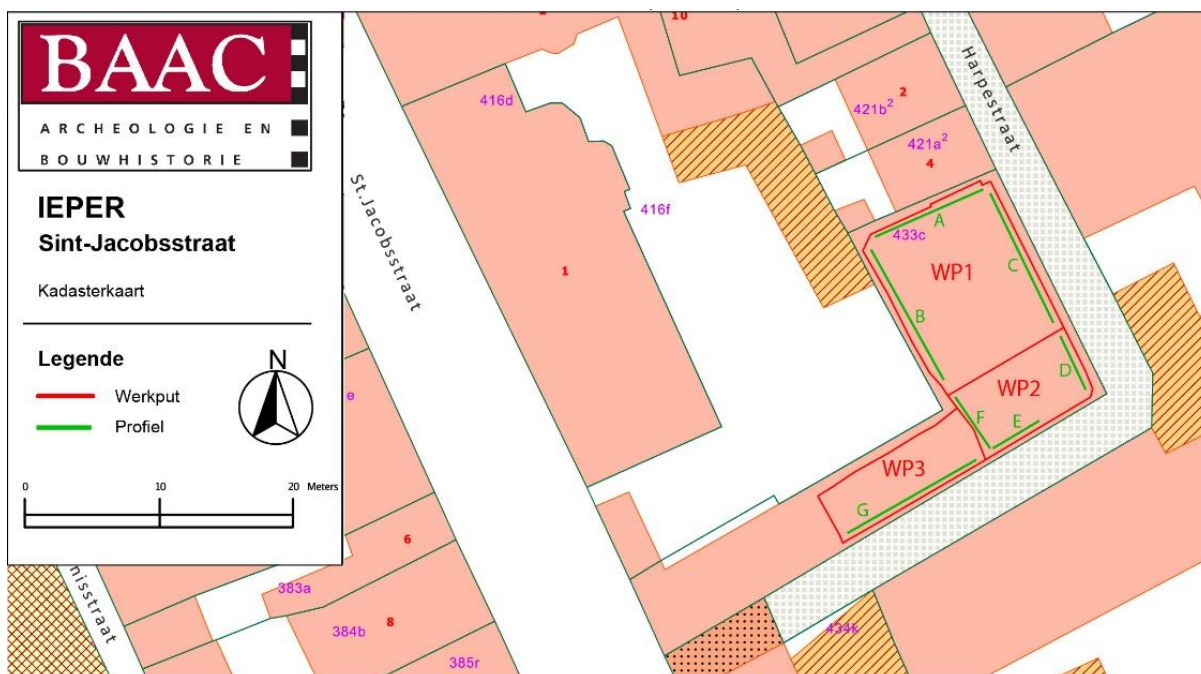 BAAC
ARCHEOLOGIE EN
BOUWHISTORIE
IEPER
Sint-Jacobsstraat
Kadasterkaart
Legende
Werkput
Profiel
N
0 10 20 Meters
10
416d
St.Jacobsstraat
416f
1
2
421b²
421a²
4
Harpestraat
433c
A
WP1
B
C
D
WP2
F
E
WP3
G
e
6
383a
8
384b
385r
434k
nisstraat